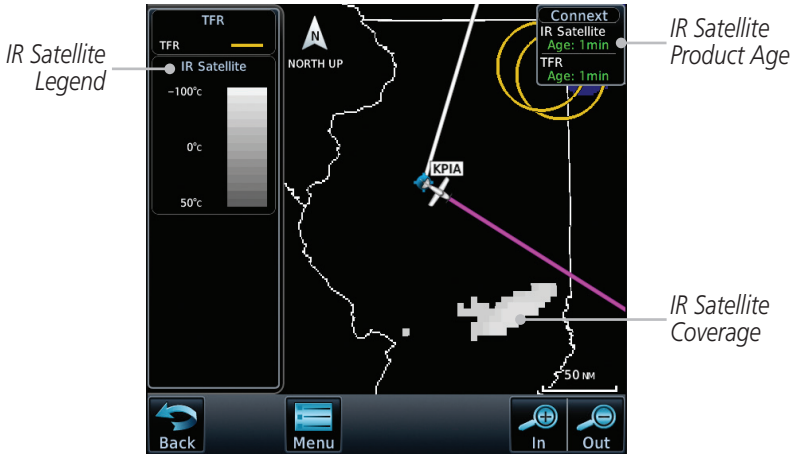 IR Satellite
Legend
TFR
TFR
IR Satellite
−100°c
0°c
50°c
N
NORTH UP
KPIA
Connext
IR Satellite
Age: 1min
TFR
Age: 1min
IR Satellite
Product Age
IR Satellite
Coverage
50 NM
Back
Menu
In
Out